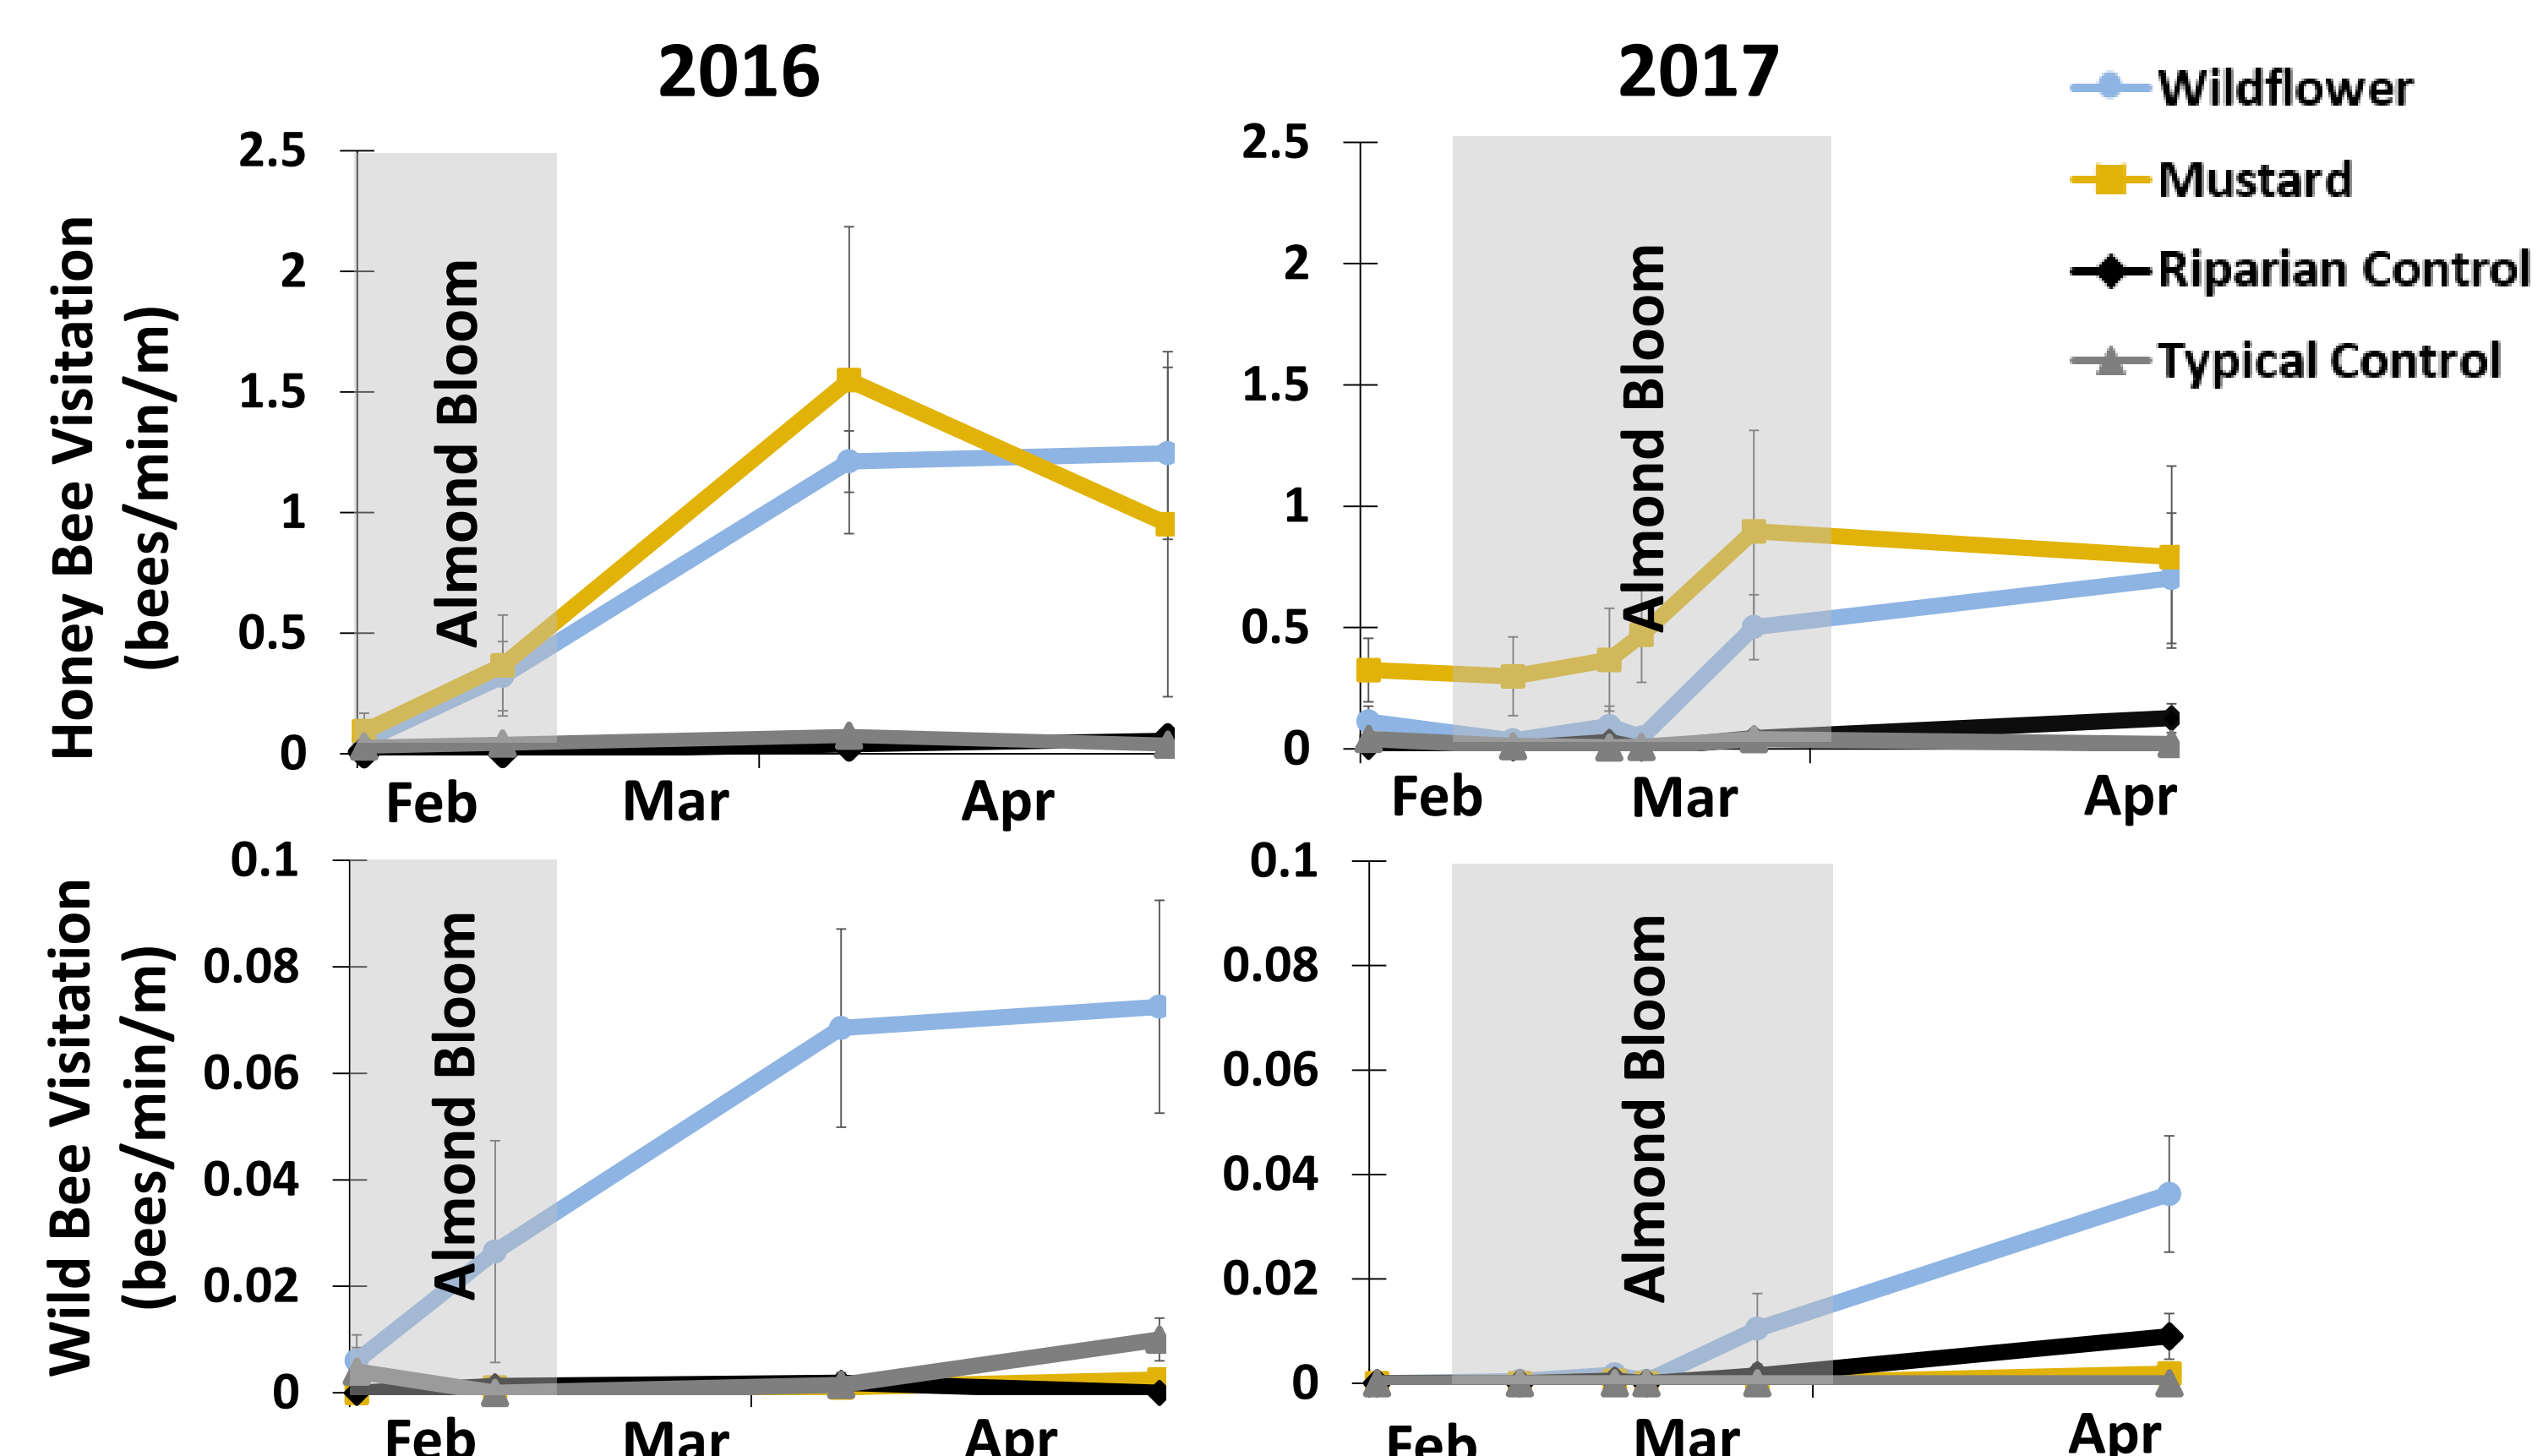 2016
2017
Wildflower
Mustard
Riparian Control
Typical Control
Honey Bee Visitation
(bees/min/m)
2.5
2
1.5
1
0.5
0
Almond Bloom
Feb Mar Apr
2.5
2
1.5
1
0.5
0
Almond Bloom
Feb Mar Apr
Wild Bee Visitation
(bees/min/m)
0.1
0.08
0.06
0.04
0.02
0
Almond Bloom
Feb Mar Apr
0.1
0.08
0.06
0.04
0.02
0
Almond Bloom
Feb Mar Apr